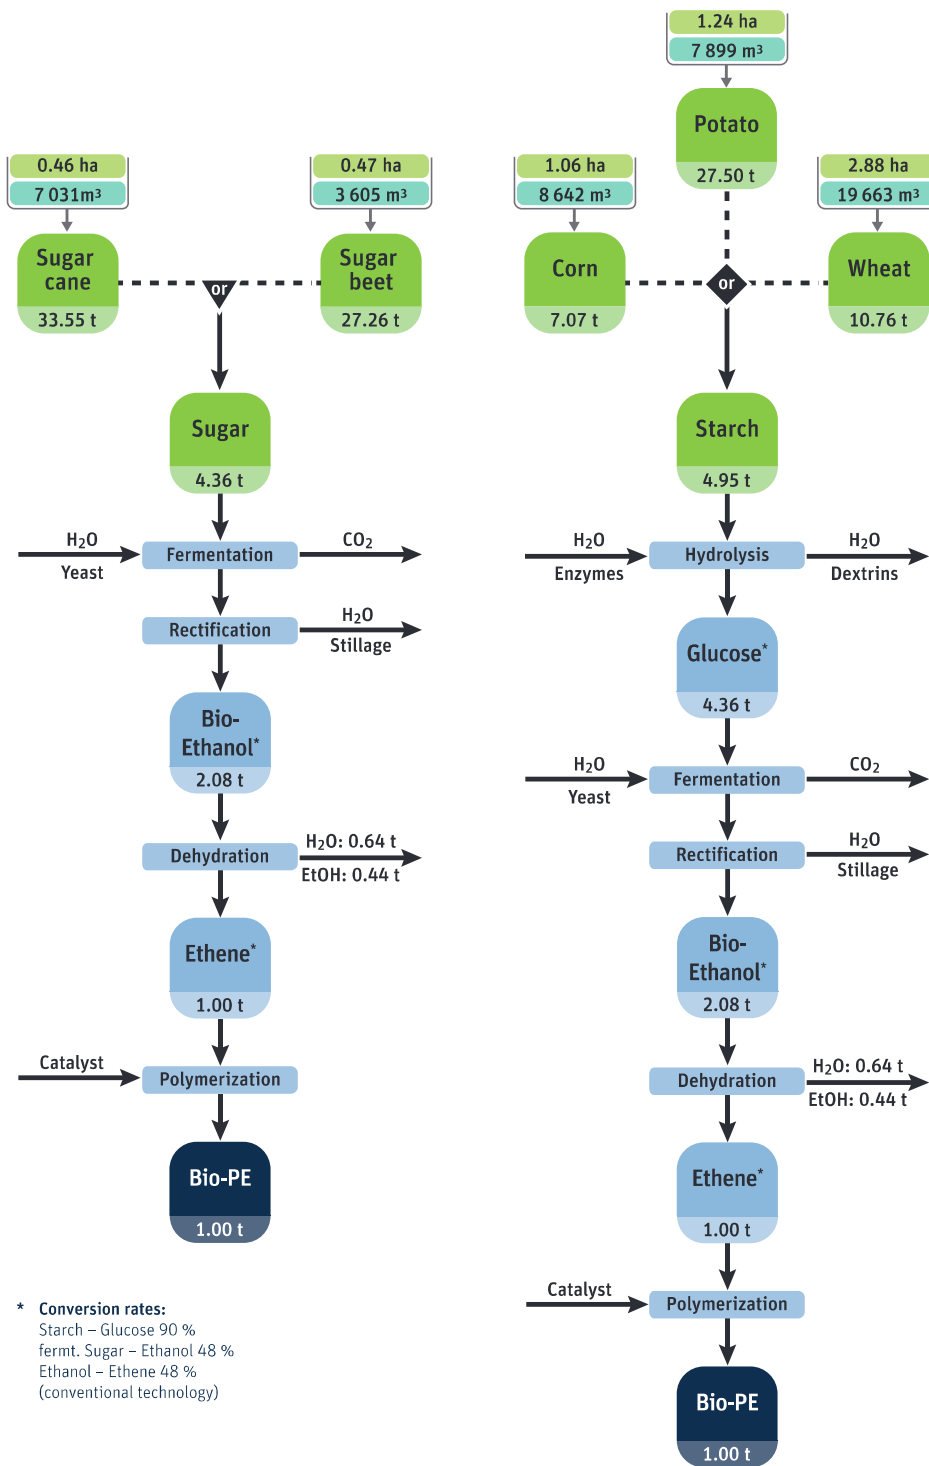 0.46 ha
7 031m³
Sugar
cane
33.55 t
or
0.47 ha
3 605 m³
Sugar
beet
27.26 t
Sugar
4.36 t
H₂O
Yeast
Fermentation
CO₂
Rectification
H₂O
Stillage
Bio-
Ethanol*
2.08 t
Dehydration
H₂O: 0.64 t
EtOH: 0.44 t
Ethene*
1.00 t
Catalyst
Polymerization
Bio-PE
1.00 t
* Conversion rates:
Starch – Glucose 90 %
fermt. Sugar – Ethanol 48 %
Ethanol – Ethene 48 %
(conventional technology)
1.24 ha
7 899 m³
Potato
27.50 t
1.06 ha
8 642 m³
Corn
7.07 t
or
2.88 ha
19 663 m³
Wheat
10.76 t
Starch
4.95 t
H₂O
Enzymes
Hydrolysis
H₂O
Dextrins
Glucose*
4.36 t
H₂O
Yeast
Fermentation
CO₂
Rectification
H₂O
Stillage
Bio-
Ethanol*
2.08 t
Dehydration
H₂O: 0.64 t
EtOH: 0.44 t
Ethene*
1.00 t
Catalyst
Polymerization
Bio-PE
1.00 t